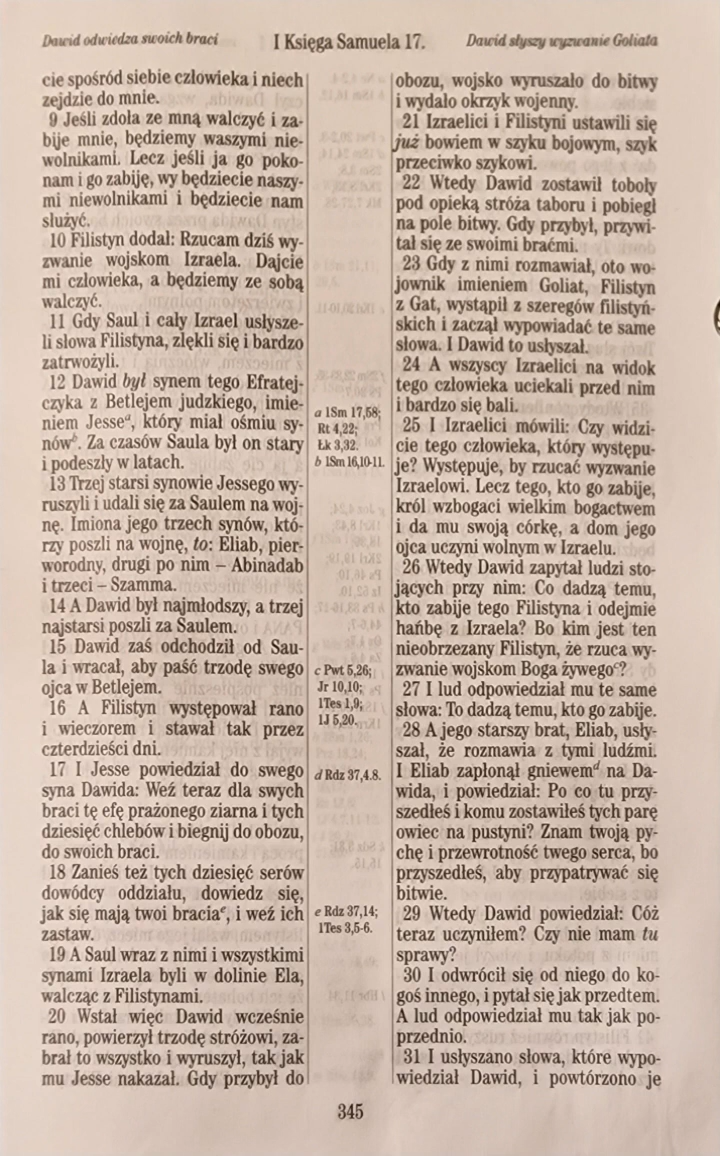 Dawid odwiedza swoich braci
I Księga Samuela 17.
Dawid słyszy wyzwanie Goliata
cie spośród siebie człowieka i niech
zejdzie do mnie.
9 Jeśli zdoła ze mną walczyć i za-
bije mnie, będziemy waszymi nie-
wolnikami. Lecz jeśli ja go poko-
nam i go zabiję, wy będziecie naszy-
mi niewolnikami i będziecie nam
służyć.
10 Filistyn dodał: Rzucam dziś wy-
zwanie wojskom Izraela. Dajcie
mi człowieka, a będziemy ze sobą
walczyć.
11 Gdy Saul i cały Izrael usłysze-
li słowa Filistyna, zlękli się i bardzo
zatrwożyli.
12 Dawid był synem tego Efratej-
czyka z Betlejem judzkiego, imie-
niem Jesseᵃ, który miał ośmiu sy-
nówᵇ. Za czasów Saula był on stary
i podeszły w latach.
13 Trzej starsi synowie Jessego wy-
ruszyli i udali się za Saulem na woj-
nę. Imiona jego trzech synów, któ-
rzy poszli na wojnę, to: Eliab, pier-
worodny, drugi po nim – Abinadab
i trzeci – Szamma.
14 A Dawid był najmłodszy, a trzej
najstarsi poszli za Saulem.
15 Dawid zaś odchodził od Sau-
la i wracał, aby paść trzodę swego
ojca w Betlejem.
16 A Filistyn występował rano
i wieczorem i stawał tak przez
czterdzieści dni.
17 I Jesse powiedział do swego
syna Dawida: Weź teraz dla swych
braci tę efę prażonego ziarna i tych
dziesięć chlebów i biegnij do obozu,
do swoich braci.
18 Zanieś też tych dziesięć serów
dowódcy oddziału, dowiedz się,
jak się mają twoi braciaᵉ, i weź ich
zastaw.
19 A Saul wraz z nimi i wszystkimi
synami Izraela byli w dolinie Ela,
walcząc z Filistynami.
20 Wstał więc Dawid wcześnie
rano, powierzył trzodę stróżowi, za-
brał to wszystko i wyruszył, tak jak
mu Jesse nakazał. Gdy przybył do
a 1Sm 17,58;
Rt 4,22;
Łk 3,32.
b 1Sm 16,10-11.
c Pwt 5,26;
Jr 10,10;
1Tes 1,9;
1J 5,20.
d Rdz 37,4.8.
e Rdz 37,14;
1Tes 3,5-6.
obozu, wojsko wyruszało do bitwy
i wydało okrzyk wojenny.
21 Izraelici i Filistyni ustawili się
już bowiem w szyku bojowym, szyk
przeciwko szykowi.
22 Wtedy Dawid zostawił toboły
pod opieką stróża taboru i pobiegł
na pole bitwy. Gdy przybył, przywi-
tał się ze swoimi braćmi.
23 Gdy z nimi rozmawiał, oto wo-
jownik imieniem Goliat, Filistyn
z Gat, wystąpił z szeregów filistyń-
skich i zaczął wypowiadać te same
słowa. I Dawid to usłyszał.
24 A wszyscy Izraelici na widok
tego człowieka uciekali przed nim
i bardzo się bali.
25 I Izraelici mówili: Czy widzi-
cie tego człowieka, który występu-
je? Występuje, by rzucać wyzwanie
Izraelowi. Lecz tego, kto go zabije,
król wzbogaci wielkim bogactwem
i da mu swoją córkę, a dom jego
ojca uczyni wolnym w Izraelu.
26 Wtedy Dawid zapytał ludzi sto-
jących przy nim: Co dadzą temu,
kto zabije tego Filistyna i odejmie
hańbę z Izraela? Bo kim jest ten
nieobrzezany Filistyn, że rzuca wy-
zwanie wojskom Boga żywegoᶜ?
27 I lud odpowiedział mu te same
słowa: To dadzą temu, kto go zabije.
28 A jego starszy brat, Eliab, usły-
szał, że rozmawia z tymi ludźmi.
I Eliab zapłonął gniewemᵈ na Da-
wida, i powiedział: Po co tu przy-
szedłeś i komu zostawiłeś tych parę
owiec na pustyni? Znam twoją py-
chę i przewrotność twego serca, bo
przyszedłeś, aby przypatrywać się
bitwie.
29 Wtedy Dawid powiedział: Cóż
teraz uczyniłem? Czy nie mam tu
sprawy?
30 I odwrócił się od niego do ko-
goś innego, i pytał się jak przedtem.
A lud odpowiedział mu tak jak po-
przednio.
31 I usłyszano słowa, które wypo-
wiedział Dawid, i powtórzono je
345